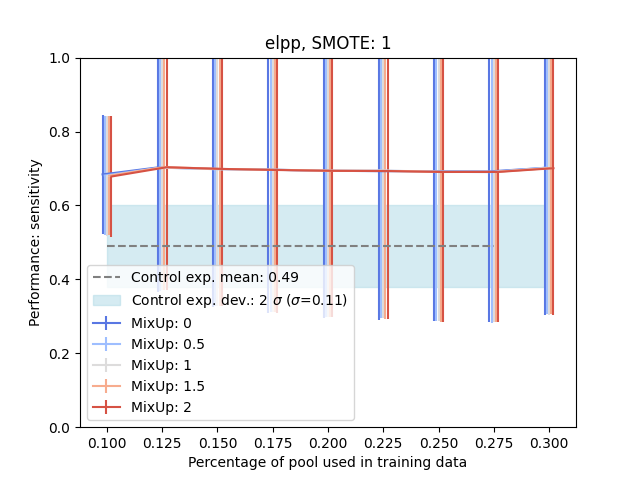 elpp, SMOTE: 1
Performance: sensitivity
1.0
0.8
0.6
0.4
0.2
0.0
Control exp. mean: 0.49
Control exp. dev.: 2 σ (σ=0.11)
MixUp: 0
MixUp: 0.5
MixUp: 1
MixUp: 1.5
MixUp: 2
0.100 0.125 0.150 0.175 0.200 0.225 0.250 0.275 0.300
Percentage of pool used in training data